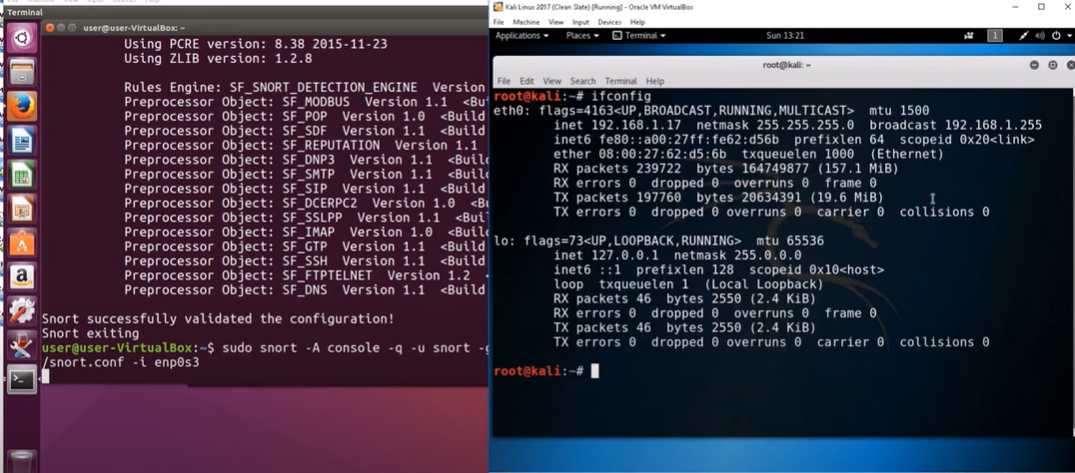 Terminal
user@user-VirtualBox: ~
Using PCRE version: 8.38 2015-11-23
Using ZLIB version: 1.2.8
Rules Engine: SF_SNORT_DETECTION_ENGINE Version
Preprocessor Object: SF_MODBUS Version 1.1 <Bu
Preprocessor Object: SF_POP Version 1.0 <Build
Preprocessor Object: SF_SDF Version 1.1 <Build
Preprocessor Object: SF_REPUTATION Version 1.1
Preprocessor Object: SF_DNP3 Version 1.1 <Buil
Preprocessor Object: SF_SMTP Version 1.1 <Buil
Preprocessor Object: SF_SIP Version 1.1 <Build
Preprocessor Object: SF_DCERPC2 Version 1.0 <B
Preprocessor Object: SF_SSLPP Version 1.1 <Bui
Preprocessor Object: SF_IMAP Version 1.0 <Buil
Preprocessor Object: SF_GTP Version 1.1 <Build
Preprocessor Object: SF_SSH Version 1.1 <Build
Preprocessor Object: SF_FTPTELNET Version 1.2
Preprocessor Object: SF_DNS Version 1.1 <Build
Snort successfully validated the configuration!
Snort exiting
user@user-VirtualBox:~$ sudo snort -A console -q -u snort -g
/snort.conf -i enp0s3
Kali Linux 2017 (Clean Slate) [Running] - Oracle VM VirtualBox
File Machine View Input Devices Help
Applications Places Terminal Sun 13:21 1
root@kali: ~
File Edit View Search Terminal Help
root@kali:~# ifconfig
eth0: flags=4163<UP,BROADCAST,RUNNING,MULTICAST> mtu 1500
inet 192.168.1.17 netmask 255.255.255.0 broadcast 192.168.1.255
inet6 fe80::a00:27ff:fe62:d56b prefixlen 64 scopeid 0x20<link>
ether 08:00:27:62:d5:6b txqueuelen 1000 (Ethernet)
RX packets 239722 bytes 164749877 (157.1 MiB)
RX errors 0 dropped 0 overruns 0 frame 0
TX packets 197760 bytes 20634391 (19.6 MiB)
TX errors 0 dropped 0 overruns 0 carrier 0 collisions 0
lo: flags=73<UP,LOOPBACK,RUNNING> mtu 65536
inet 127.0.0.1 netmask 255.0.0.0
inet6 ::1 prefixlen 128 scopeid 0x10<host>
loop txqueuelen 1 (Local Loopback)
RX packets 46 bytes 2550 (2.4 KiB)
RX errors 0 dropped 0 overruns 0 frame 0
TX packets 46 bytes 2550 (2.4 KiB)
TX errors 0 dropped 0 overruns 0 carrier 0 collisions 0
root@kali:~#